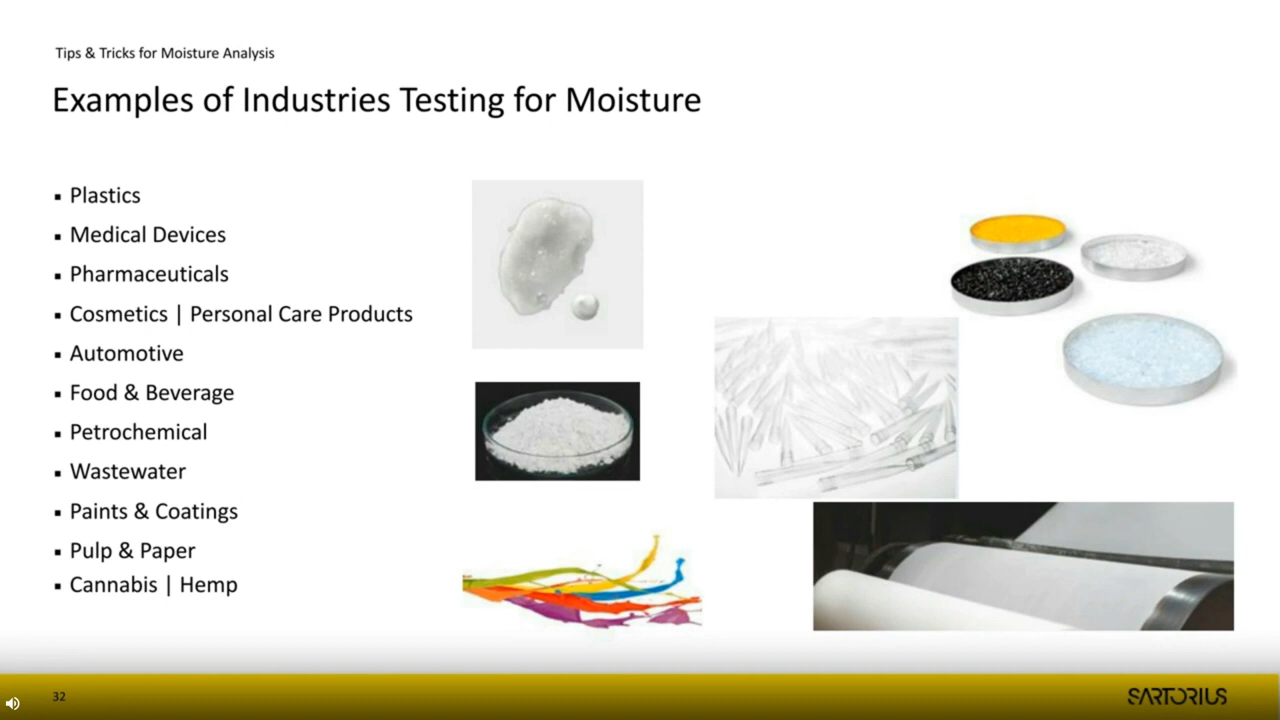 Tips & Tricks for Moisture Analysis
Examples of Industries Testing for Moisture
▪ Plastics
▪ Medical Devices
▪ Pharmaceuticals
▪ Cosmetics | Personal Care Products
▪ Automotive
▪ Food & Beverage
▪ Petrochemical
▪ Wastewater
▪ Paints & Coatings
▪ Pulp & Paper
▪ Cannabis | Hemp
32
SARTORIUS